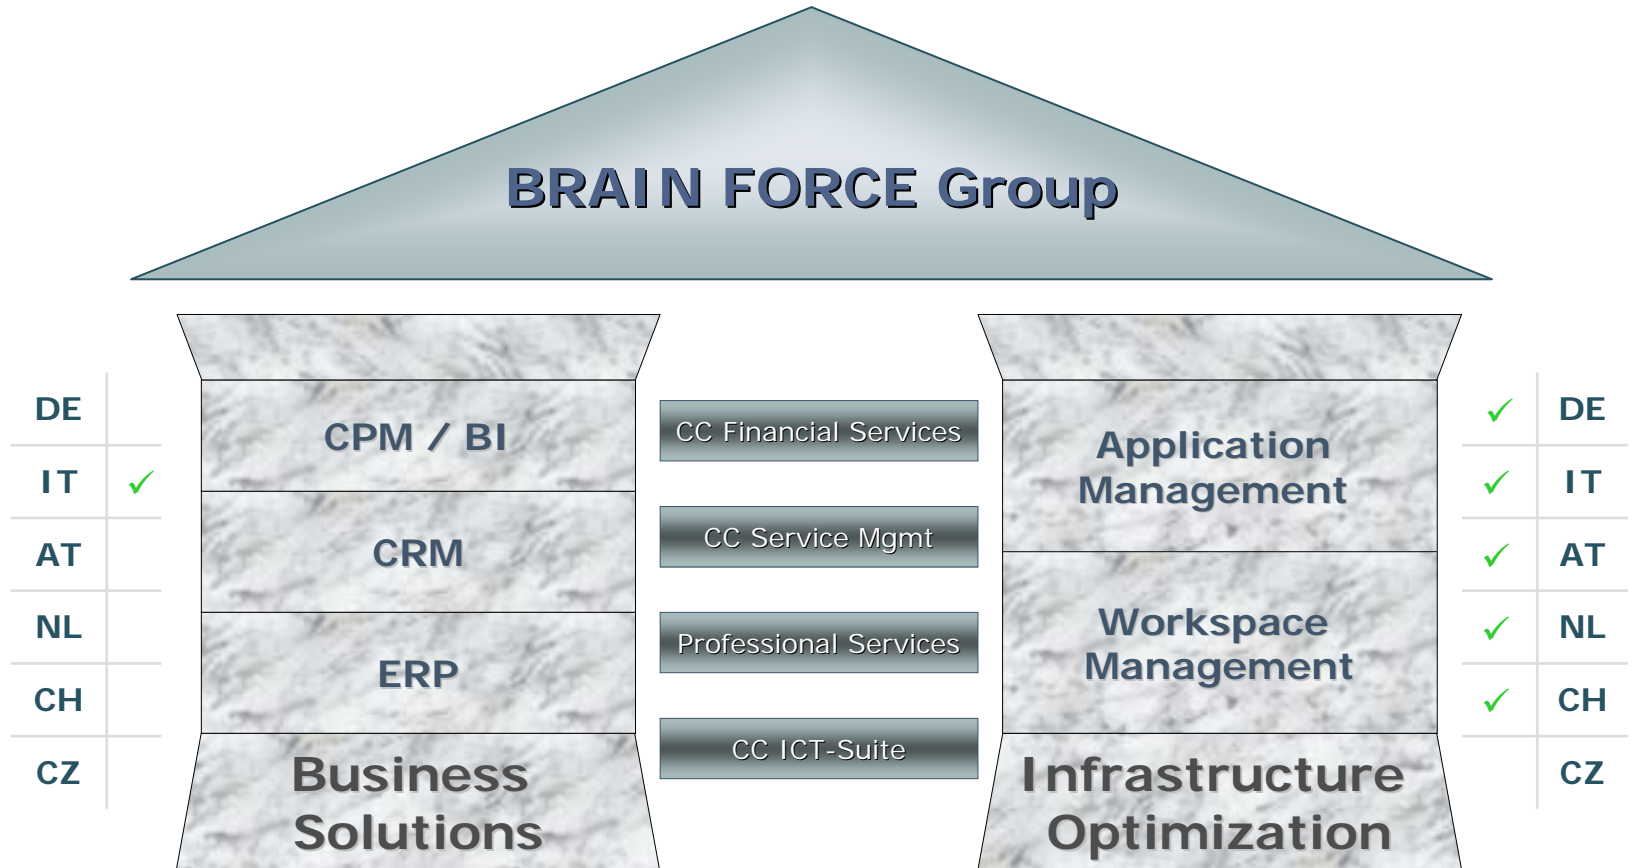 BRAIN FORCE Group
DE
IT ✓
AT
NL
CH
CZ
CPM / BI
CRM
ERP
Business
Solutions
CC Financial Services
CC Service Mgmt
Professional Services
CC ICT-Suite
Application
Management
Workspace
Management
Infrastructure
Optimization
✓ DE
✓ IT
✓ AT
✓ NL
✓ CH
CZ